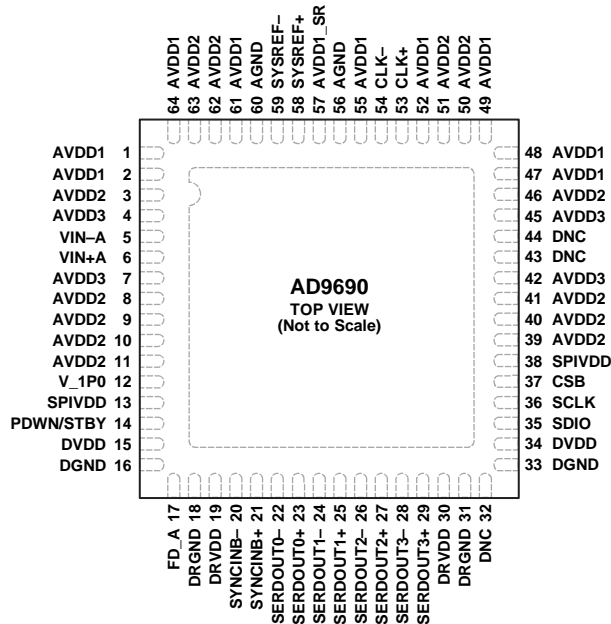 64 AVDD1
63 AVDD2
62 AVDD2
61 AVDD1
60 AGND
59 SYSREF–
58 SYSREF+
57 AVDD1_SR
56 AGND
55 AVDD1
54 CLK–
53 CLK+
52 AVDD1
51 AVDD2
50 AVDD2
49 AVDD1
AVDD1 1
AVDD1 2
AVDD2 3
AVDD3 4
VIN–A 5
VIN+A 6
AVDD3 7
AVDD2 8
AVDD2 9
AVDD2 10
AVDD2 11
V_1P0 12
SPIVDD 13
PDWN/STBY 14
DVDD 15
DGND 16
AD9690
TOP VIEW
(Not to Scale)
48 AVDD1
47 AVDD1
46 AVDD2
45 AVDD3
44 DNC
43 DNC
42 AVDD3
41 AVDD2
40 AVDD2
39 AVDD2
38 SPIVDD
37 CSB
36 SCLK
35 SDIO
34 DVDD
33 DGND
FD_A 17
DRGND 18
DRVDD 19
SYNCINB– 20
SYNCINB+ 21
SERDOUT0– 22
SERDOUT0+ 23
SERDOUT1– 24
SERDOUT1+ 25
SERDOUT2– 26
SERDOUT2+ 27
SERDOUT3– 28
SERDOUT3+ 29
DRVDD 30
DRGND 31
DNC 32